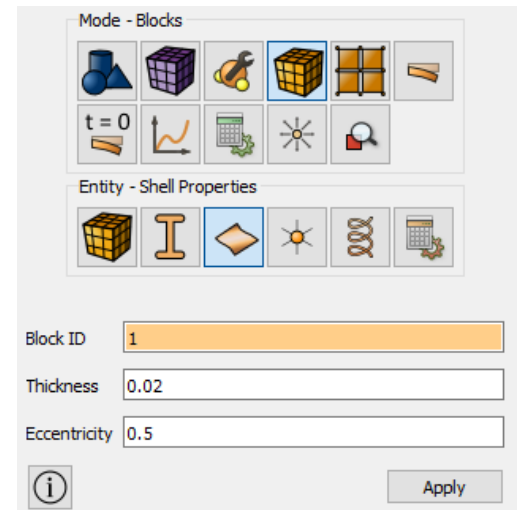 Mode - Blocks
t = 0
Entity - Shell Properties
Block ID 1
Thickness 0.02
Eccentricity 0.5
i Apply